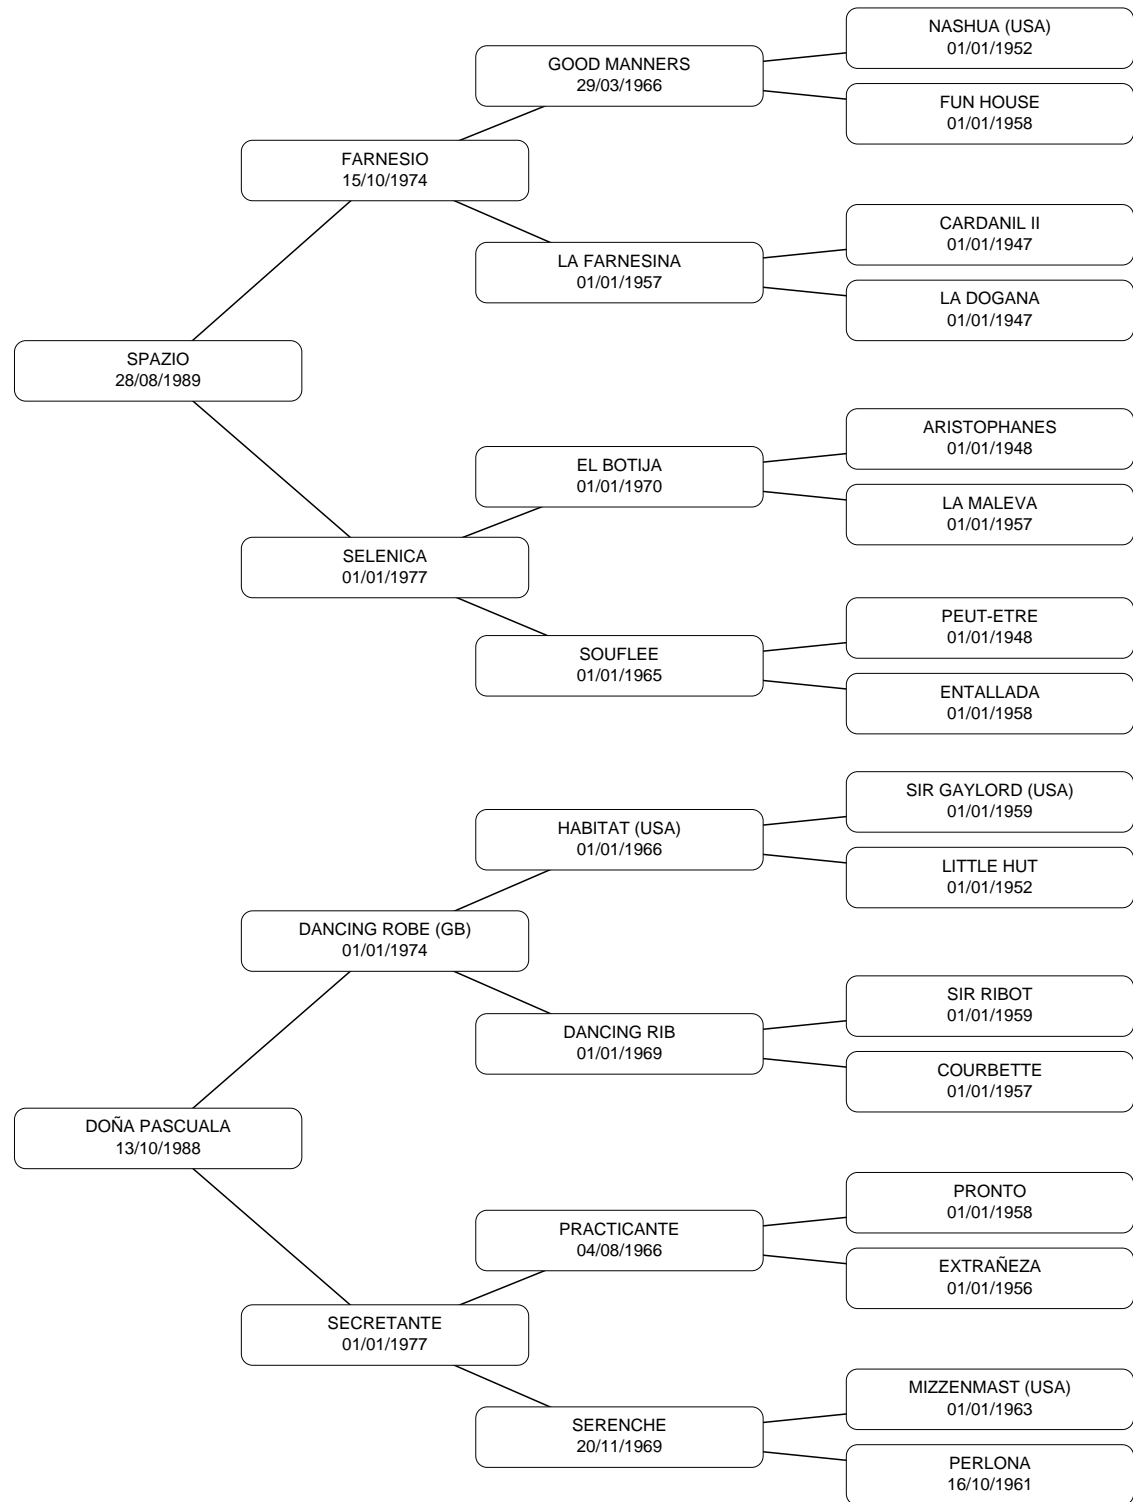 NASHUA (USA)
01/01/1952
GOOD MANNERS
29/03/1966
FUN HOUSE
01/01/1958
FARNESIO
15/10/1974
CARDANIL II
01/01/1947
LA FARNESINA
01/01/1957
LA DOGANA
01/01/1947
SPAZIO
28/08/1989
ARISTOPHANES
01/01/1948
EL BOTIJA
01/01/1970
LA MALEVA
01/01/1957
SELENICA
01/01/1977
PEUT-ETRE
01/01/1948
SOUFLEE
01/01/1965
ENTALLADA
01/01/1958
SIR GAYLORD (USA)
01/01/1959
HABITAT (USA)
01/01/1966
LITTLE HUT
01/01/1952
DANCING ROBE (GB)
01/01/1974
SIR RIBOT
01/01/1959
DANCING RIB
01/01/1969
COURBETTE
01/01/1957
DOÑA PASCUALA
13/10/1988
PRONTO
01/01/1958
PRACTICANTE
04/08/1966
EXTRAÑEZA
01/01/1956
SECRETANTE
01/01/1977
MIZZENMAST (USA)
01/01/1963
SERENCHE
20/11/1969
PERLONA
16/10/1961